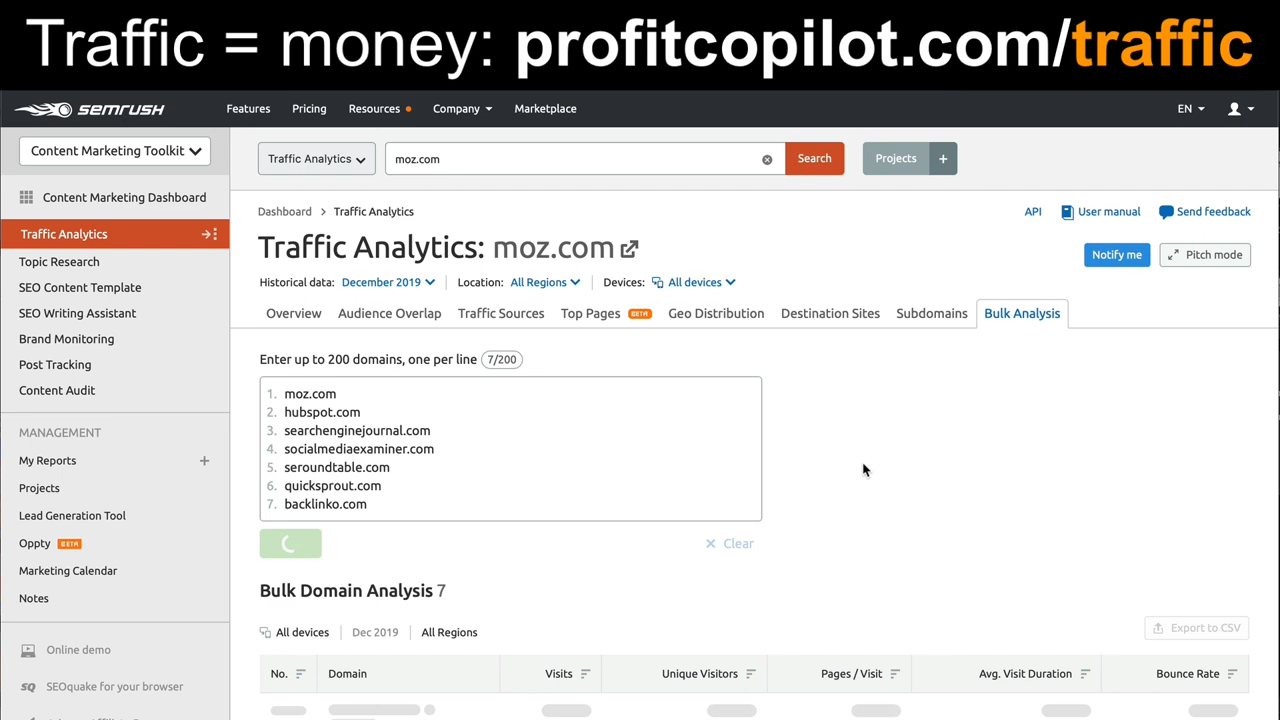 Traffic = money: profitcopilot.com/traffic
SEMRUSH
Features
Pricing
Resources
Company
Marketplace
EN
Content Marketing Toolkit
Traffic Analytics
moz.com
Search
Projects
+
Content Marketing Dashboard
Traffic Analytics
Topic Research
SEO Content Template
SEO Writing Assistant
Brand Monitoring
Post Tracking
Content Audit
MANAGEMENT
My Reports
+
Projects
Lead Generation Tool
Oppty BETA
Marketing Calendar
Notes
Online demo
SEOquake for your browser
Dashboard > Traffic Analytics
API
User manual
Send feedback
Traffic Analytics: moz.com
Notify me
Pitch mode
Historical data: December 2019
Location: All Regions
Devices: All devices
Overview
Audience Overlap
Traffic Sources
Top Pages BETA
Geo Distribution
Destination Sites
Subdomains
Bulk Analysis
Enter up to 200 domains, one per line 7/200
1. moz.com
2. hubspot.com
3. searchenginejournal.com
4. socialmediaexaminer.com
5. seroundtable.com
6. quicksprout.com
7. backlinko.com
× Clear
Bulk Domain Analysis 7
All devices
Dec 2019
All Regions
Export to CSV
No.
Domain
Visits
Unique Visitors
Pages / Visit
Avg. Visit Duration
Bounce Rate